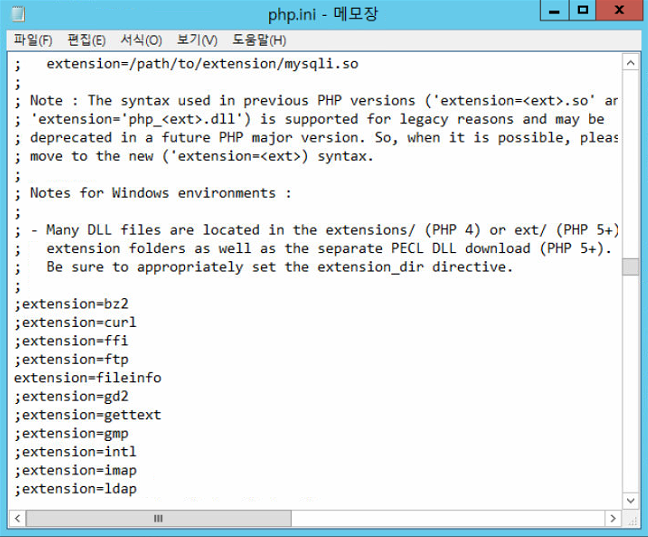 php.ini - 메모장
파일(F) 편집(E) 서식(O) 보기(V) 도움말(H)
;   extension=/path/to/extension/mysqli.so
;
; Note : The syntax used in previous PHP versions ('extension=<ext>.so' an
; 'extension='php_<ext>.dll') is supported for legacy reasons and may be
; deprecated in a future PHP major version. So, when it is possible, pleas
; move to the new ('extension=<ext>) syntax.
;
; Notes for Windows environments :
;
; - Many DLL files are located in the extensions/ (PHP 4) or ext/ (PHP 5+)
;   extension folders as well as the separate PECL DLL download (PHP 5+).
;   Be sure to appropriately set the extension_dir directive.
;
;extension=bz2
;extension=curl
;extension=ffi
;extension=ftp
extension=fileinfo
;extension=gd2
;extension=gettext
;extension=gmp
;extension=intl
;extension=imap
;extension=ldap